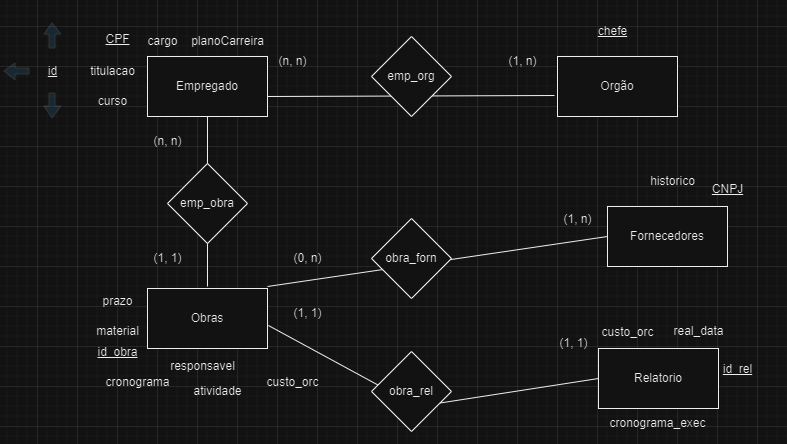 chefe
CPF cargo planoCarreira
(n, n) (1, n)
id titulacao Empregado emp_org Orgão
curso
(n, n)
historico CNPJ
emp_obra
(1, n)
Fornecedores
(1, 1) (0, n) obra_forn
prazo
(1, 1)
Obras
material custo_orc real_data
(1, 1)
id_obra
responsavel id_rel
cronograma custo_orc Relatorio
atividade obra_rel
cronograma_exec